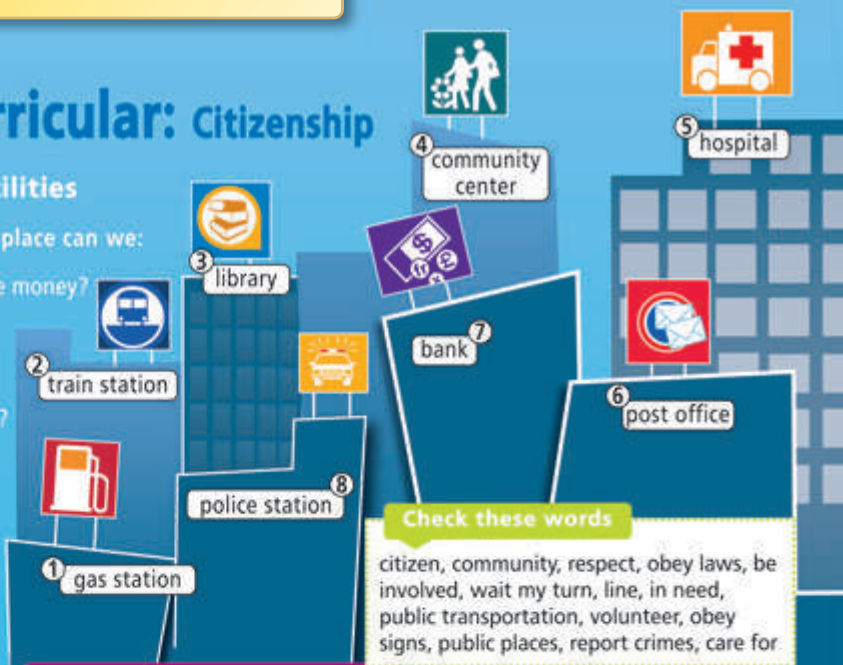 rricular: Citizenship
ilities
place can we:
e money?
?
1 gas station
2 train station
3 library
4 community
center
5 hospital
6 post office
bank 7
police station 8
$
Check these words
citizen, community, respect, obey laws, be
involved, wait my turn, line, in need,
public transportation, volunteer, obey
signs, public places, report crimes, care for